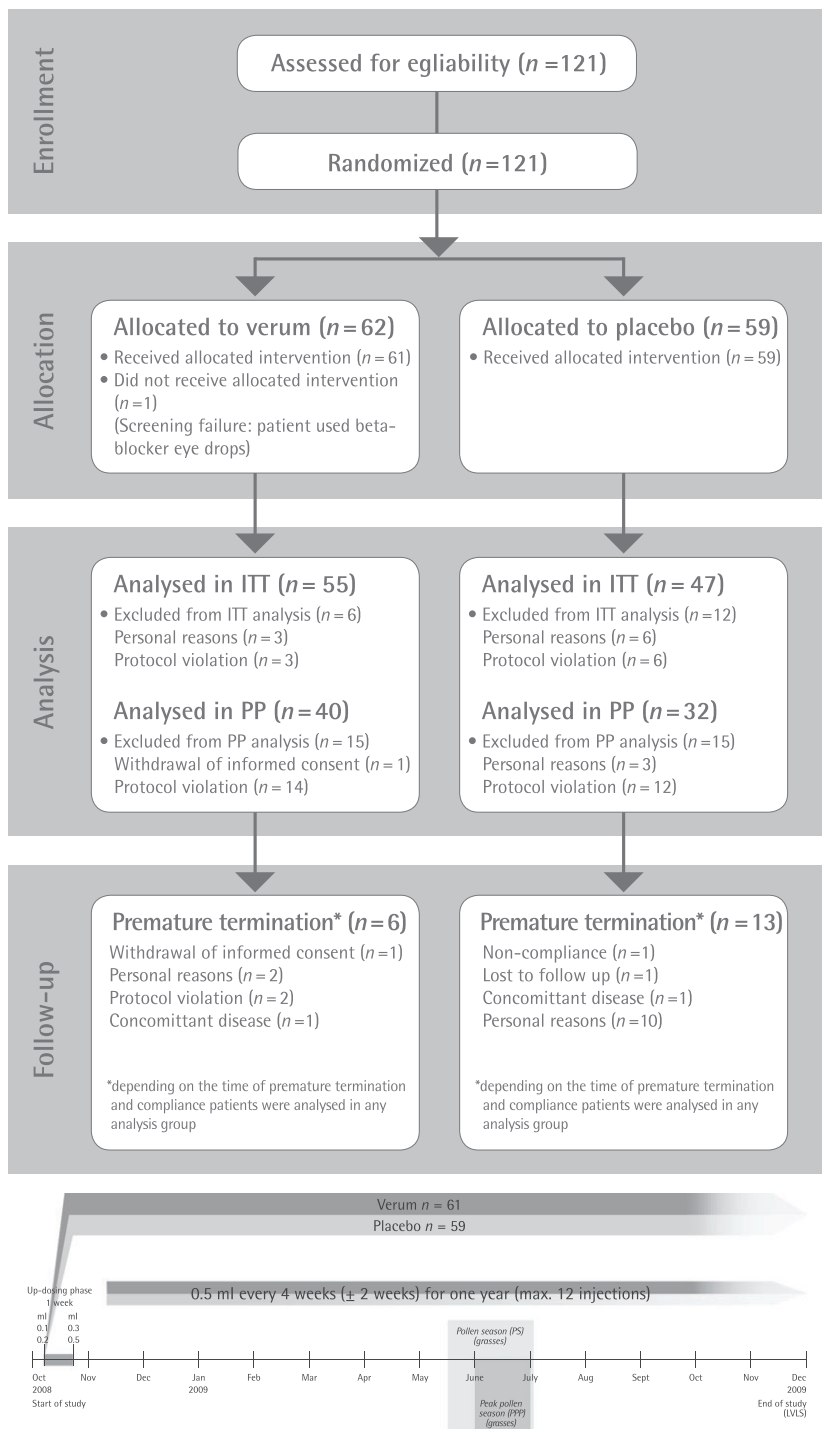 Enrollment
Assessed for egliability (n =121)
Randomized (n=121)
Allocation
Allocated to verum (n=62)
• Received allocated intervention (n=61)
• Did not receive allocated intervention
(n=1)
(Screening failure: patient used beta-
blocker eye drops)
Allocated to placebo (n=59)
• Received allocated intervention (n=59)
Analysis
Analysed in ITT (n= 55)
• Excluded from ITT analysis (n=6)
Personal reasons (n=3)
Protocol violation (n=3)
Analysed in PP (n=40)
• Excluded from PP analysis (n=15)
Withdrawal of informed consent (n=1)
Protocol violation (n=14)
Analysed in ITT (n= 47)
• Excluded from ITT analysis (n=12)
Personal reasons (n=6)
Protocol violation (n=6)
Analysed in PP (n=32)
• Excluded from PP analysis (n=15)
Personal reasons (n=3)
Protocol violation (n=12)
Follow-up
Premature termination* (n=6)
Withdrawal of informed consent (n=1)
Personal reasons (n=2)
Protocol violation (n=2)
Concomittant disease (n=1)
*depending on the time of premature termination
and compliance patients were analysed in any
analysis group
Premature termination* (n=13)
Non-compliance (n=1)
Lost to follow up (n=1)
Concomittant disease (n=1)
Personal reasons (n=10)
*depending on the time of premature termination
and compliance patients were analysed in any
analysis group
Verum n = 61
Placebo n = 59
Up-dosing phase
1 week
ml ml
0.1 0.3
0.2 0.5
0.5 ml every 4 weeks (± 2 weeks) for one year (max. 12 injections)
Pollen season (PS)
(grasses)
Oct Nov Dec Jan Feb Mar Apr May June July Aug Sept Oct Nov Dec
2008 2009 2009
Start of study
Peak pollen
season (PPP)
(grasses)
End of study
(LVLS)